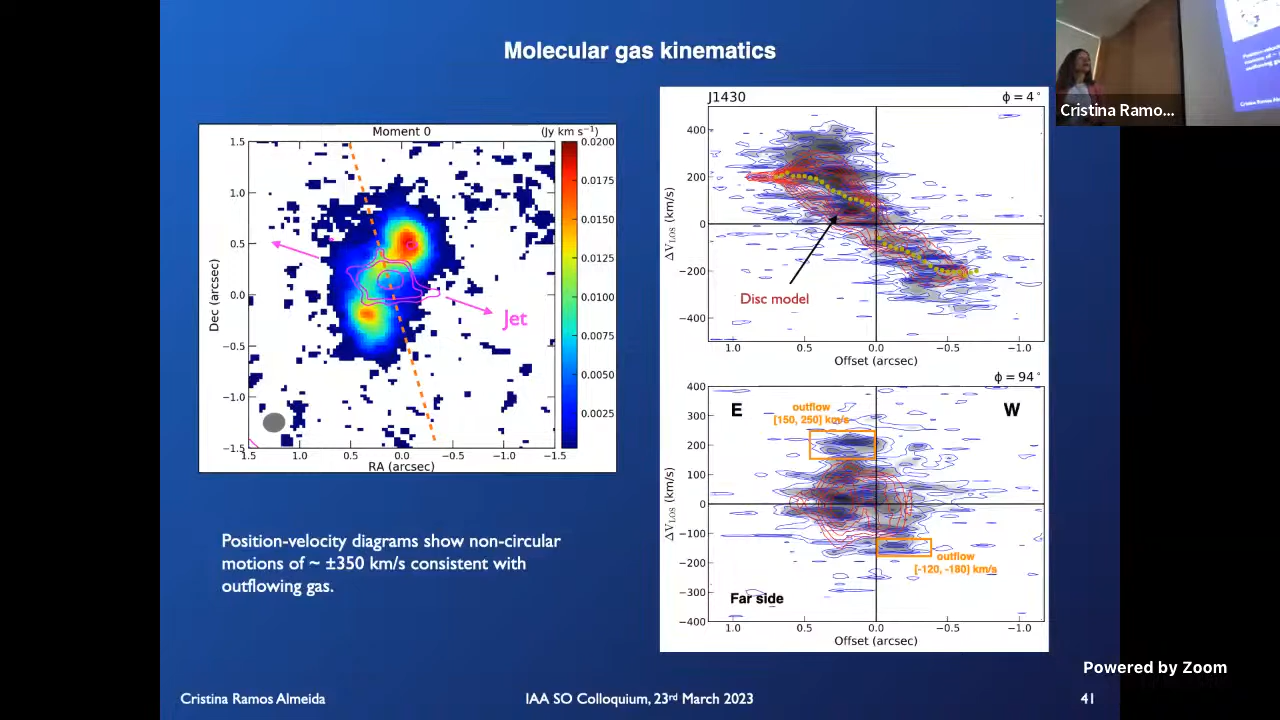 Molecular gas kinematics
Cristina Ramo...
Moment 0
(Jy km s⁻¹)
1.5
1.0
0.5
0.0
−0.5
−1.0
−1.5
Dec (arcsec)
1.5
1.0
0.5
0.0
−0.5
−1.0
−1.5
RA (arcsec)
0.0200
0.0175
0.0150
0.0125
0.0100
0.0075
0.0050
0.0025
Jet
J1430
ϕ = 4°
400
200
0
−200
−400
ΔV_LOS (km/s)
Disc model
1.0
0.5
0.0
−0.5
−1.0
Offset (arcsec)
ϕ = 94°
400
300
200
100
0
−100
−200
−300
−400
ΔV_LOS (km/s)
E
outflow
[150, 250] km/s
W
outflow
[-120, -180] km/s
Far side
1.0
0.5
0.0
−0.5
−1.0
Offset (arcsec)
Position-velocity diagrams show non-circular
motions of ~ ±350 km/s consistent with
outflowing gas.
Powered by Zoom
Cristina Ramos Almeida
IAA SO Colloquium, 23rd March 2023
41